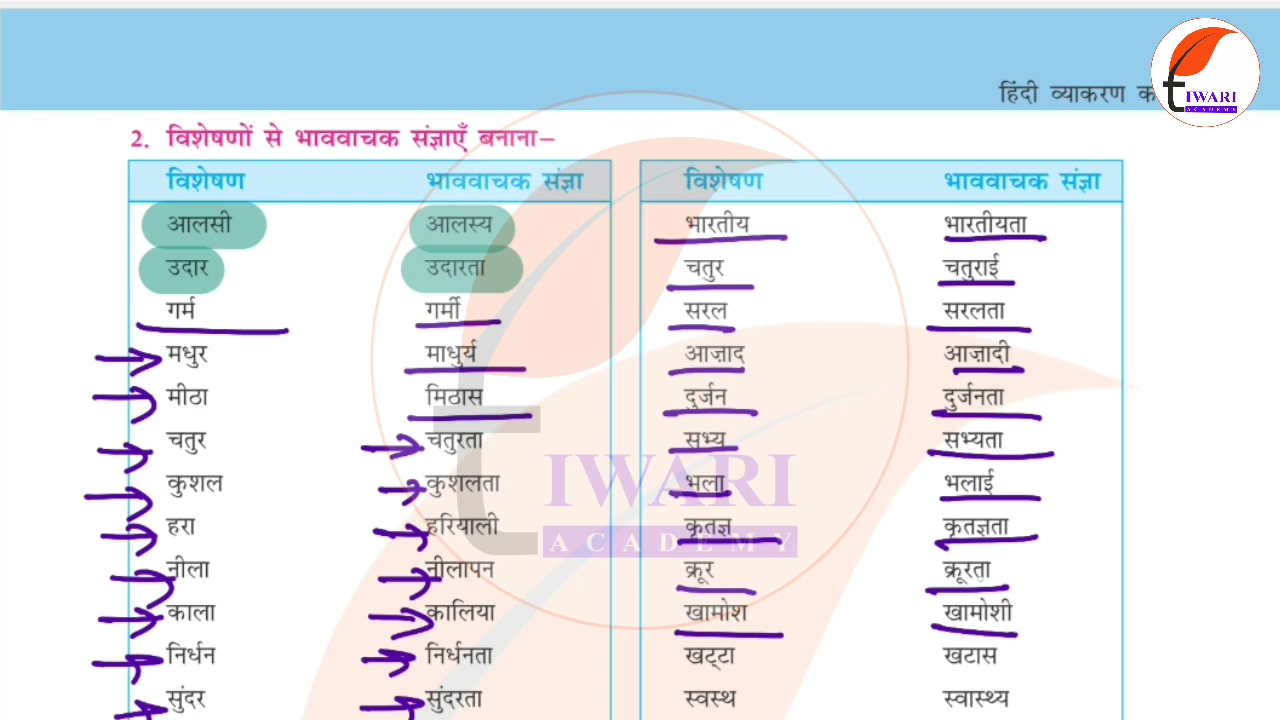 हिंदी व्याकरण
IWARI
ACADEMY
2. विशेषणों से भाववाचक संज्ञाएँ बनाना–
विशेषण भाववाचक संज्ञा
आलसी आलस्य
उदार उदारता
गर्म गर्मी
मधुर माधुर्य
मीठा मिठास
चतुर चतुरता
कुशल कुशलता
हरा हरियाली
नीला नीलापन
काला कालिया
निर्धन निर्धनता
सुंदर सुंदरता
विशेषण भाववाचक संज्ञा
भारतीय भारतीयता
चतुर चतुराई
सरल सरलता
आज़ाद आज़ादी
दुर्जन दुर्जनता
सभ्य सभ्यता
भला भलाई
कृतज्ञ कृतज्ञता
क्रूर क्रूरता
खामोश खामोशी
खट्टा खटास
स्वस्थ स्वास्थ्य
tIWARI
ACADEMY